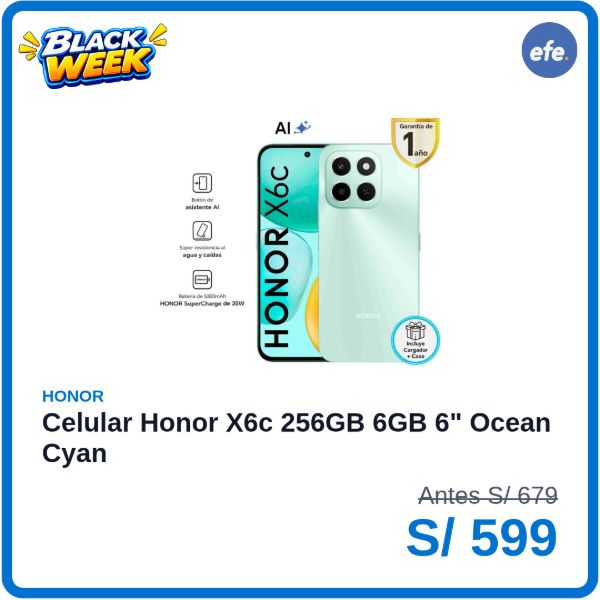 BLACK
WEEK
efe.
AI
Garantía de
1 año
Botón de
asistente AI
Súper resistencia al
agua y caídas
Batería de 5300mAh
HONOR SuperCharge de 35W
HONOR X6c
HONOR
Incluye
Cargador
+ Case
HONOR
Celular Honor X6c 256GB 6GB 6" Ocean
Cyan
Antes S/ 679
S/ 599